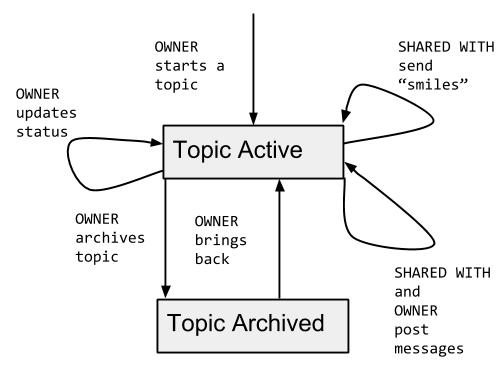 OWNER
starts a
topic
SHARED WITH
send
“smiles”
OWNER
updates
status
Topic Active
OWNER
archives
topic
OWNER
brings
back
SHARED WITH
and
OWNER
post
messages
Topic Archived